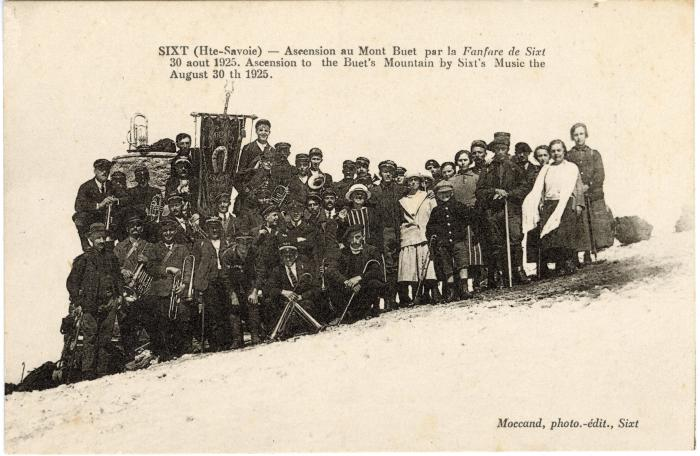 SIXT (Hte-Savoie) — Ascension au Mont Buet par la Fanfare de Sixt
30 aout 1925. Ascension to the Buet's Mountain by Sixt's Music the
August 30 th 1925.
Moccand, photo.-édit., Sixt